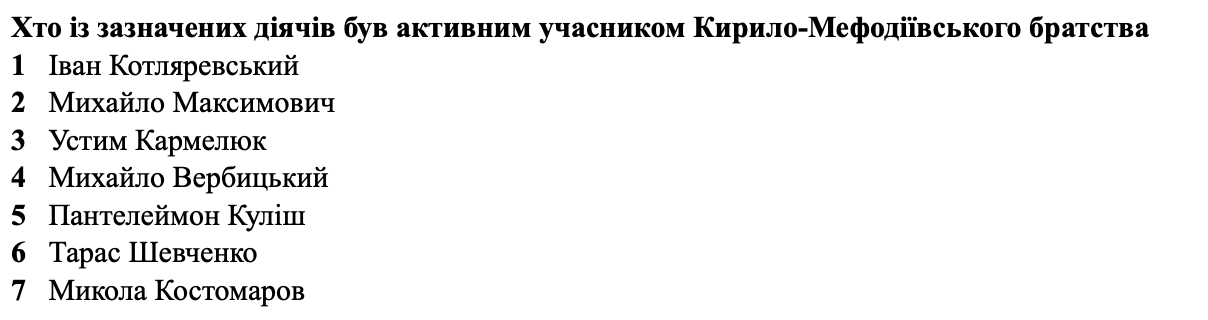 Хто із зазначених діячів був активним учасником Кирило-Мефодіївського братства
1 Іван Котляревський
2 Михайло Максимович
3 Устим Кармелюк
4 Михайло Вербицький
5 Пантелеймон Куліш
6 Тарас Шевченко
7 Микола Костомаров